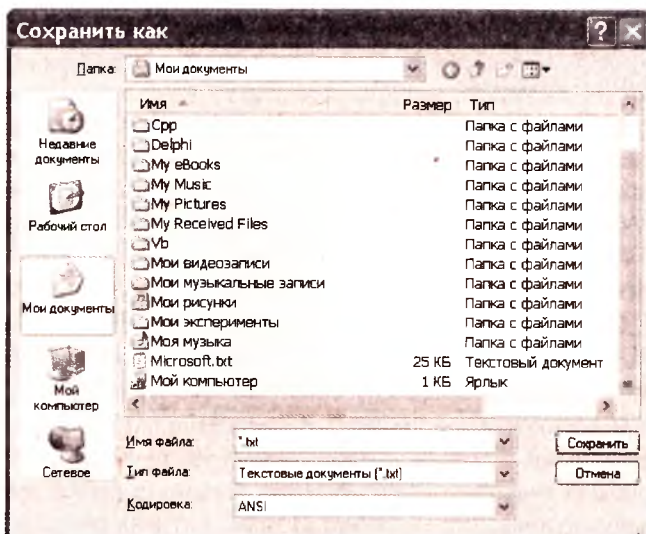 Сохранить как
Папка: Мои документы
Имя Размер Тип
Cpp Папка с файлами
Delphi Папка с файлами
My eBooks Папка с файлами
My Music Папка с файлами
My Pictures Папка с файлами
My Received Files Папка с файлами
Vb Папка с файлами
Мои видеозаписи Папка с файлами
Мои музыкальные записи Папка с файлами
Мои рисунки Папка с файлами
Мои эксперименты Папка с файлами
Моя музыка Папка с файлами
Microsoft.txt 25 КБ Текстовый документ
Мой компьютер 1 КБ Ярлык
Недавние
документы
Рабочий стол
Мои документы
Мой
компьютер
Сетевое
Имя файла: *.txt Сохранить
Тип файла: Текстовые документы (*.txt) Отмена
Кодировка: ANSI